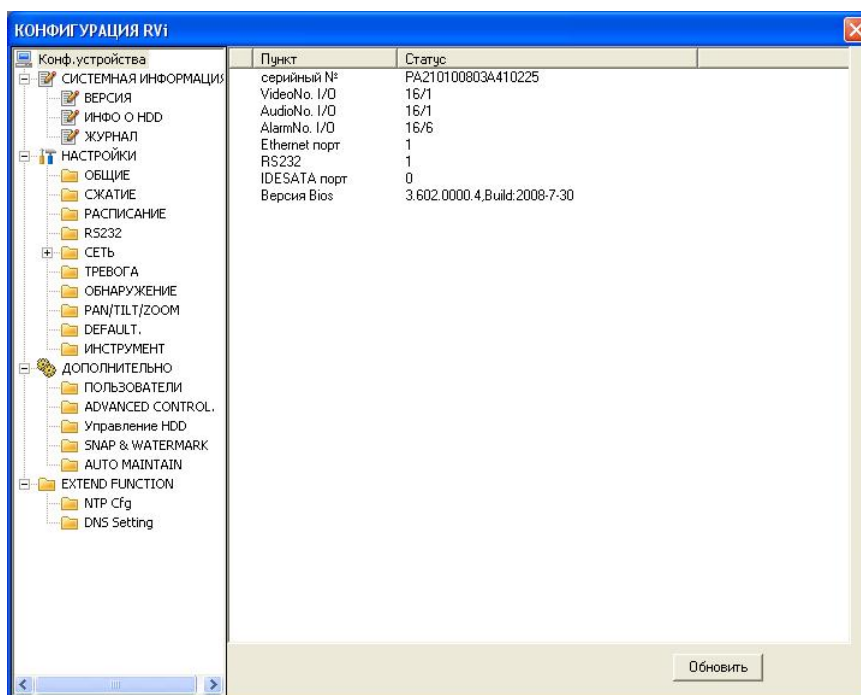 КОНФИГУРАЦИЯ RVi
Конф.устройства
СИСТЕМНАЯ ИНФОРМАЦИЯ
ВЕРСИЯ
ИНФО О HDD
ЖУРНАЛ
НАСТРОЙКИ
ОБЩИЕ
СЖАТИЕ
РАСПИСАНИЕ
RS232
СЕТЬ
ТРЕВОГА
ОБНАРУЖЕНИЕ
PAN/TILT/ZOOM
DEFAULT.
ИНСТРУМЕНТ
ДОПОЛНИТЕЛЬНО
ПОЛЬЗОВАТЕЛИ
ADVANCED CONTROL.
Управление HDD
SNAP & WATERMARK
AUTO MAINTAIN
EXTEND FUNCTION
NTP Cfg
DNS Setting
Пункт Статус
серийный № PA210100803A410225
VideoNo. I/O 16/1
AudioNo. I/O 16/1
AlarmNo. I/O 16/6
Ethernet порт 1
RS232 1
IDESATA порт 0
Версия Bios 3.602.0000.4,Build:2008-7-30
Обновить